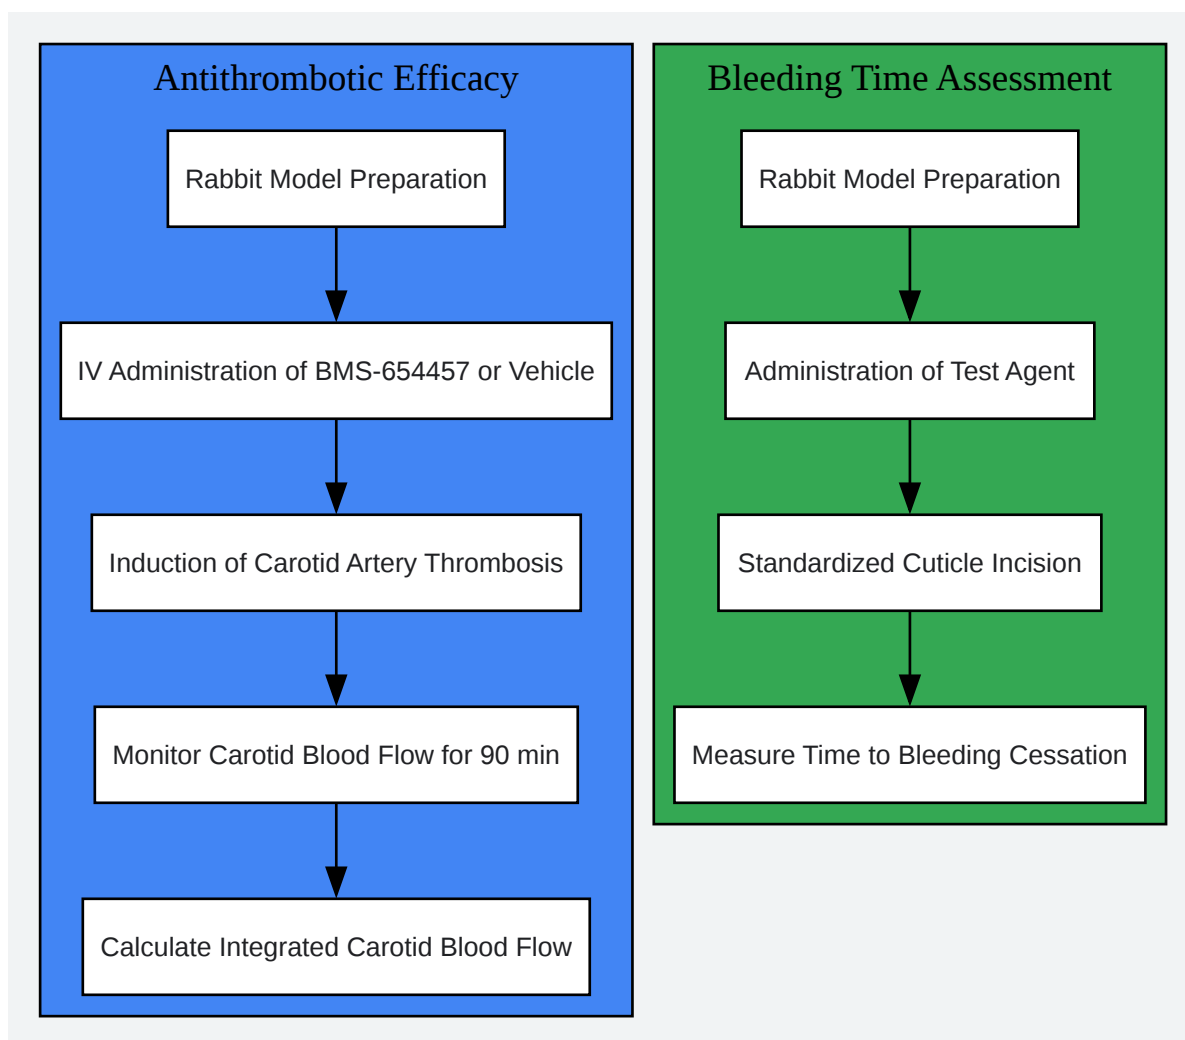 Antithrombotic Efficacy
Rabbit Model Preparation
IV Administration of BMS-654457 or Vehicle
Induction of Carotid Artery Thrombosis
Monitor Carotid Blood Flow for 90 min
Calculate Integrated Carotid Blood Flow
Bleeding Time Assessment
Rabbit Model Preparation
Administration of Test Agent
Standardized Cuticle Incision
Measure Time to Bleeding Cessation